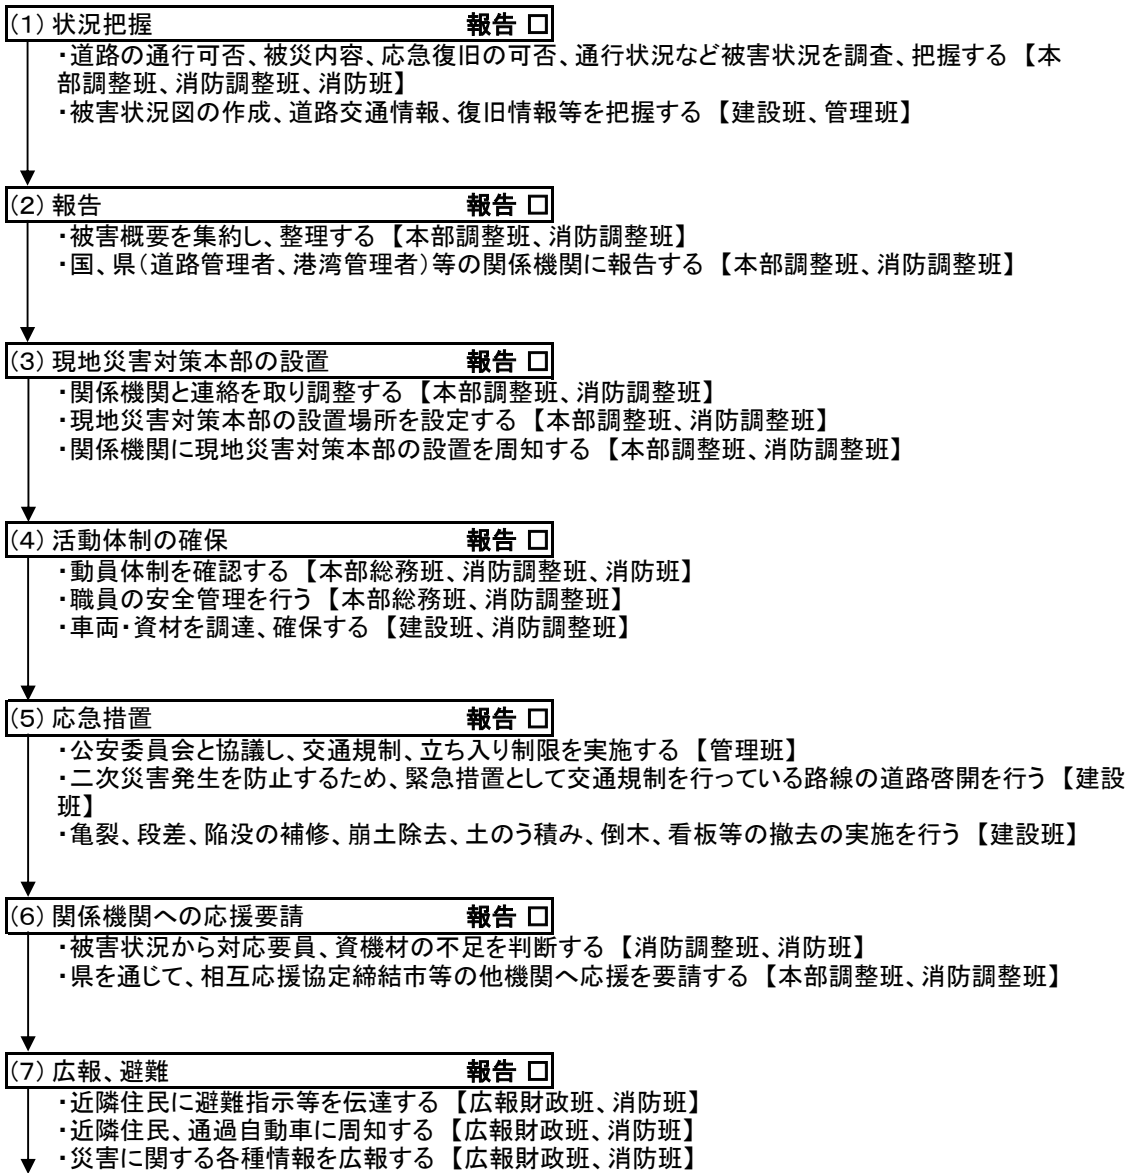 (1) 状況把握 報告 □
・道路の通行可否、被災内容、応急復旧の可否、通行状況など被害状況を調査、把握する 【本
部調整班、消防調整班、消防班】
・被害状況図の作成、道路交通情報、復旧情報等を把握する 【建設班、管理班】
(2) 報告 報告 □
・被害概要を集約し、整理する 【本部調整班、消防調整班】
・国、県(道路管理者、港湾管理者)等の関係機関に報告する 【本部調整班、消防調整班】
(3) 現地災害対策本部の設置 報告 □
・関係機関と連絡を取り調整する 【本部調整班、消防調整班】
・現地災害対策本部の設置場所を設定する 【本部調整班、消防調整班】
・関係機関に現地災害対策本部の設置を周知する 【本部調整班、消防調整班】
(4) 活動体制の確保 報告 □
・動員体制を確認する 【本部総務班、消防調整班、消防班】
・職員の安全管理を行う 【本部総務班、消防調整班】
・車両・資材を調達、確保する 【建設班、消防調整班】
(5) 応急措置 報告 □
・公安委員会と協議し、交通規制、立ち入り制限を実施する 【管理班】
・二次災害発生を防止するため、緊急措置として交通規制を行っている路線の道路啓開を行う 【建設
班】
・亀裂、段差、陥没の補修、崩土除去、土のう積み、倒木、看板等の撤去の実施を行う 【建設班】
(6) 関係機関への応援要請 報告 □
・被害状況から対応要員、資機材の不足を判断する 【消防調整班、消防班】
・県を通じて、相互応援協定締結市等の他機関へ応援を要請する 【本部調整班、消防調整班】
(7) 広報、避難 報告 □
・近隣住民に避難指示等を伝達する 【広報財政班、消防班】
・近隣住民、通過自動車に周知する 【広報財政班、消防班】
・災害に関する各種情報を広報する 【広報財政班、消防班】